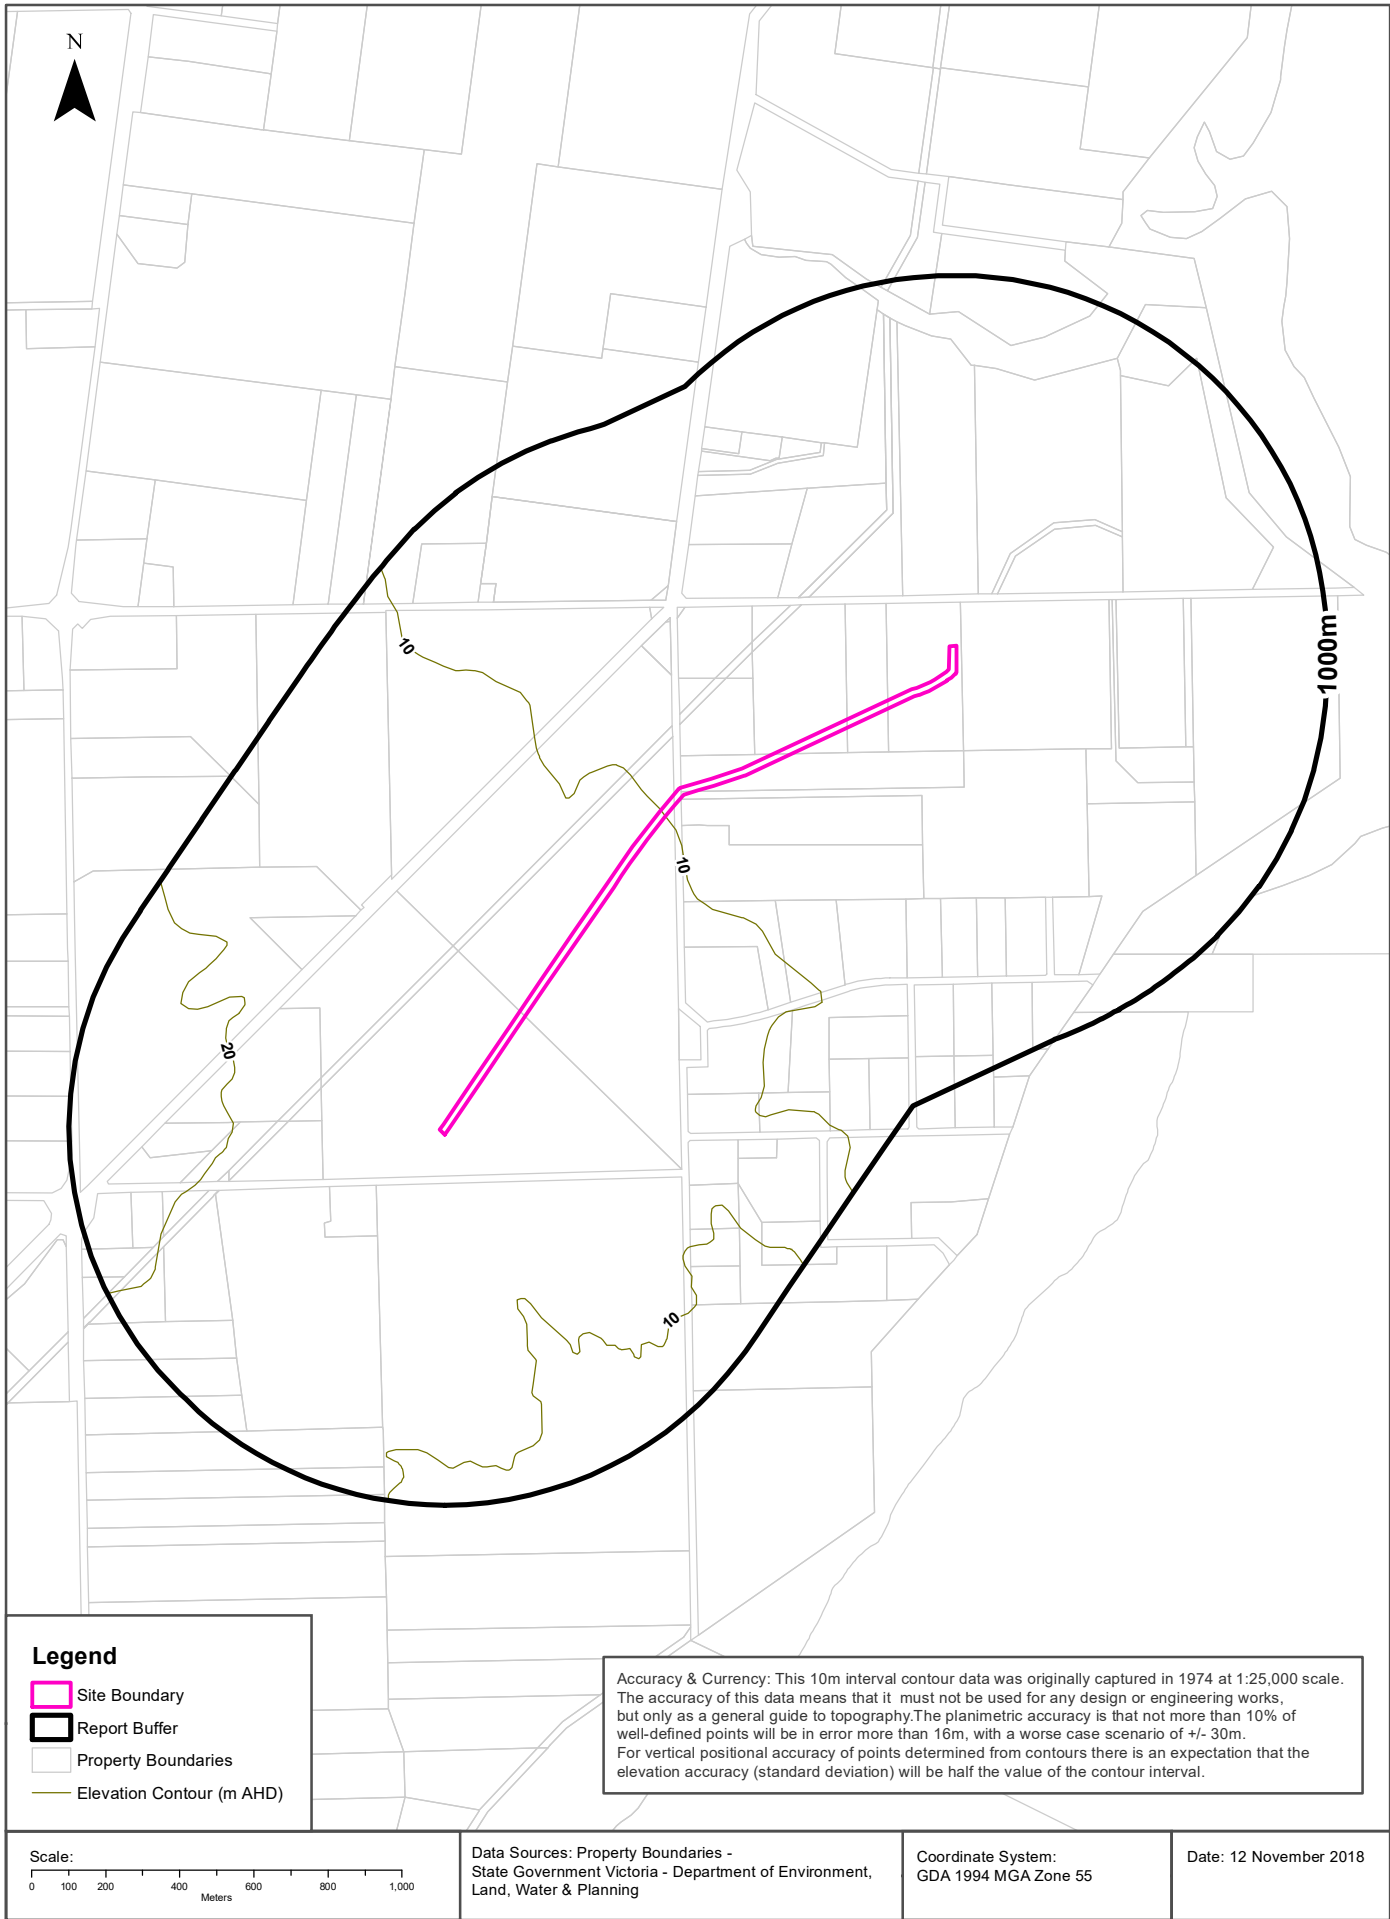 N
10
1000m
10
20
10
Legend
Site Boundary
Report Buffer
Property Boundaries
Elevation Contour (m AHD)
Accuracy & Currency: This 10m interval contour data was originally captured in 1974 at 1:25,000 scale.
The accuracy of this data means that it must not be used for any design or engineering works,
but only as a general guide to topography.The planimetric accuracy is that not more than 10% of
well-defined points will be in error more than 16m, with a worse case scenario of +/- 30m.
For vertical positional accuracy of points determined from contours there is an expectation that the
elevation accuracy (standard deviation) will be half the value of the contour interval.
Scale:
0 100 200 400 600 800 1,000
Meters
Data Sources: Property Boundaries -
State Government Victoria - Department of Environment,
Land, Water & Planning
Coordinate System:
GDA 1994 MGA Zone 55
Date: 12 November 2018